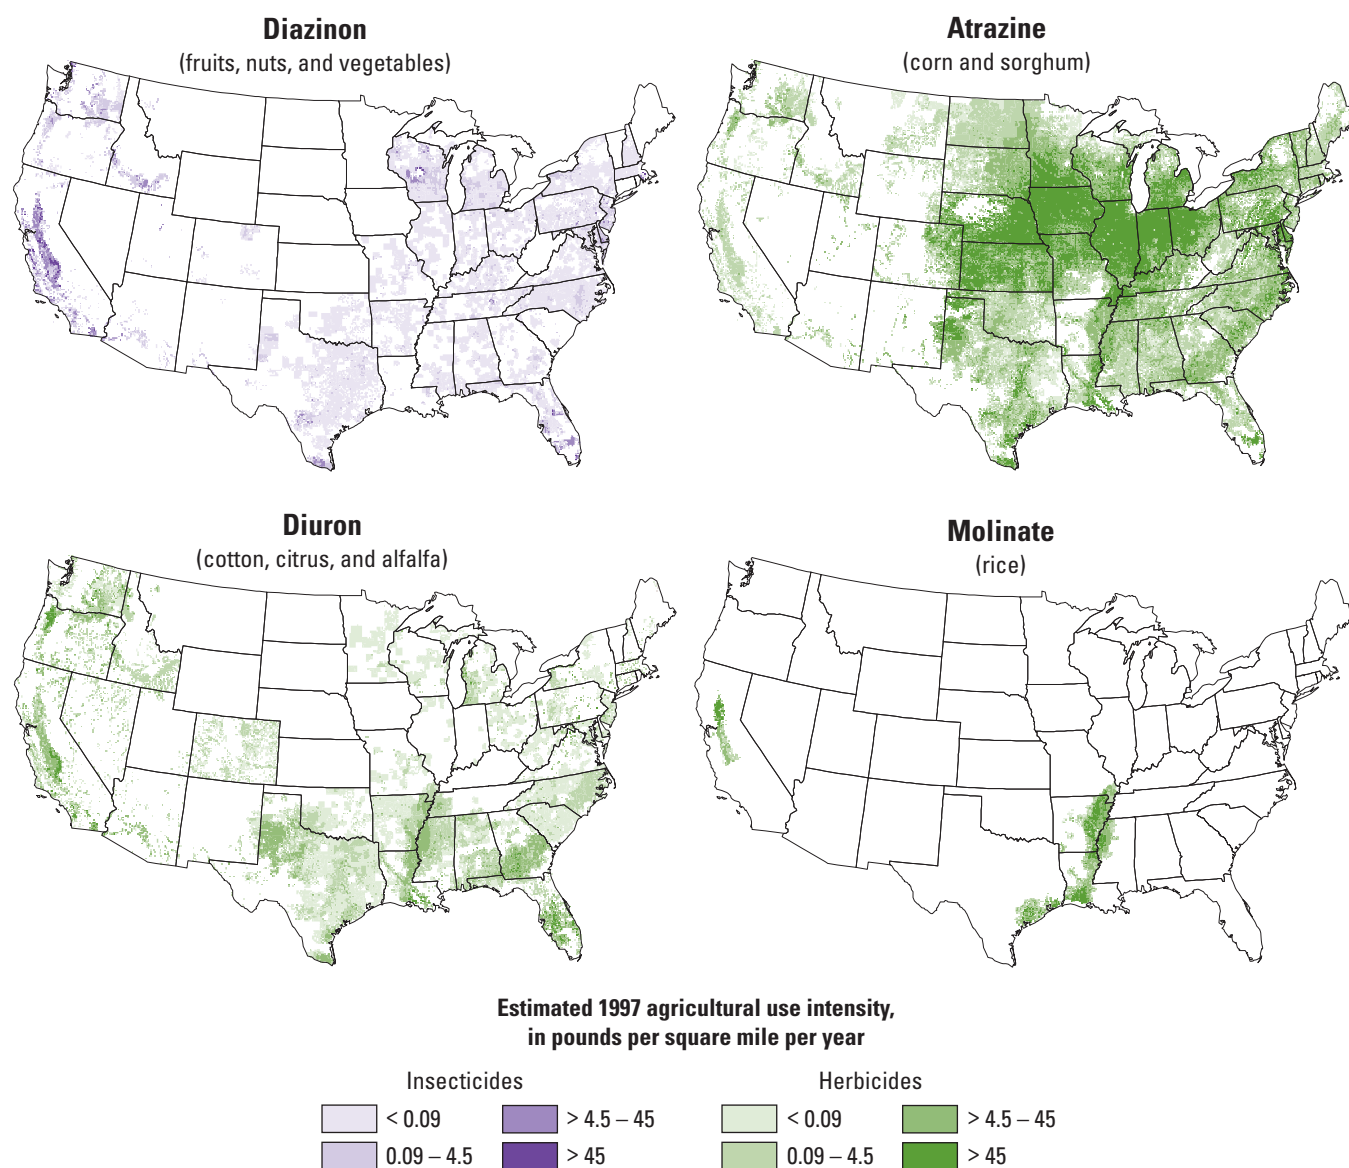 Diazinon
(fruits, nuts, and vegetables)
Atrazine
(corn and sorghum)
Diuron
(cotton, citrus, and alfalfa)
Molinate
(rice)
Estimated 1997 agricultural use intensity,
in pounds per square mile per year
Insecticides
< 0.09
> 4.5 – 45
0.09 – 4.5
> 45
Herbicides
< 0.09
> 4.5 – 45
0.09 – 4.5
> 45